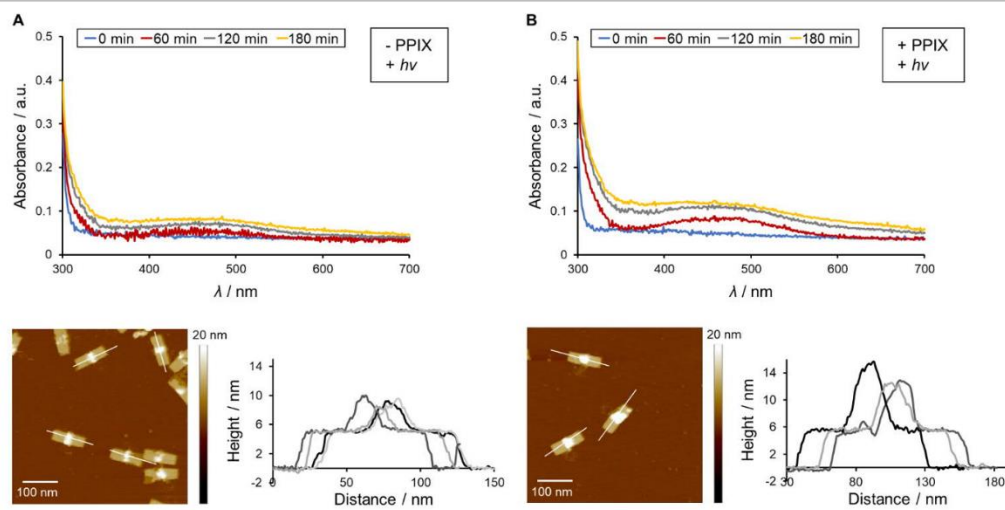 A
0 min 60 min 120 min 180 min
- PPIX
+ hv
Absorbance / a.u.
0.5
0.4
0.3
0.2
0.1
0
300 400 500 600 700
λ / nm
B
0 min 60 min 120 min 180 min
+ PPIX
+ hv
Absorbance / a.u.
0.5
0.4
0.3
0.2
0.1
0
300 400 500 600 700
λ / nm
100 nm
20 nm
Height / nm
14
10
6
2
-2
0 50 100 150
Distance / nm
100 nm
20 nm
Height / nm
14
10
6
2
-2
30 80 130 180
Distance / nm